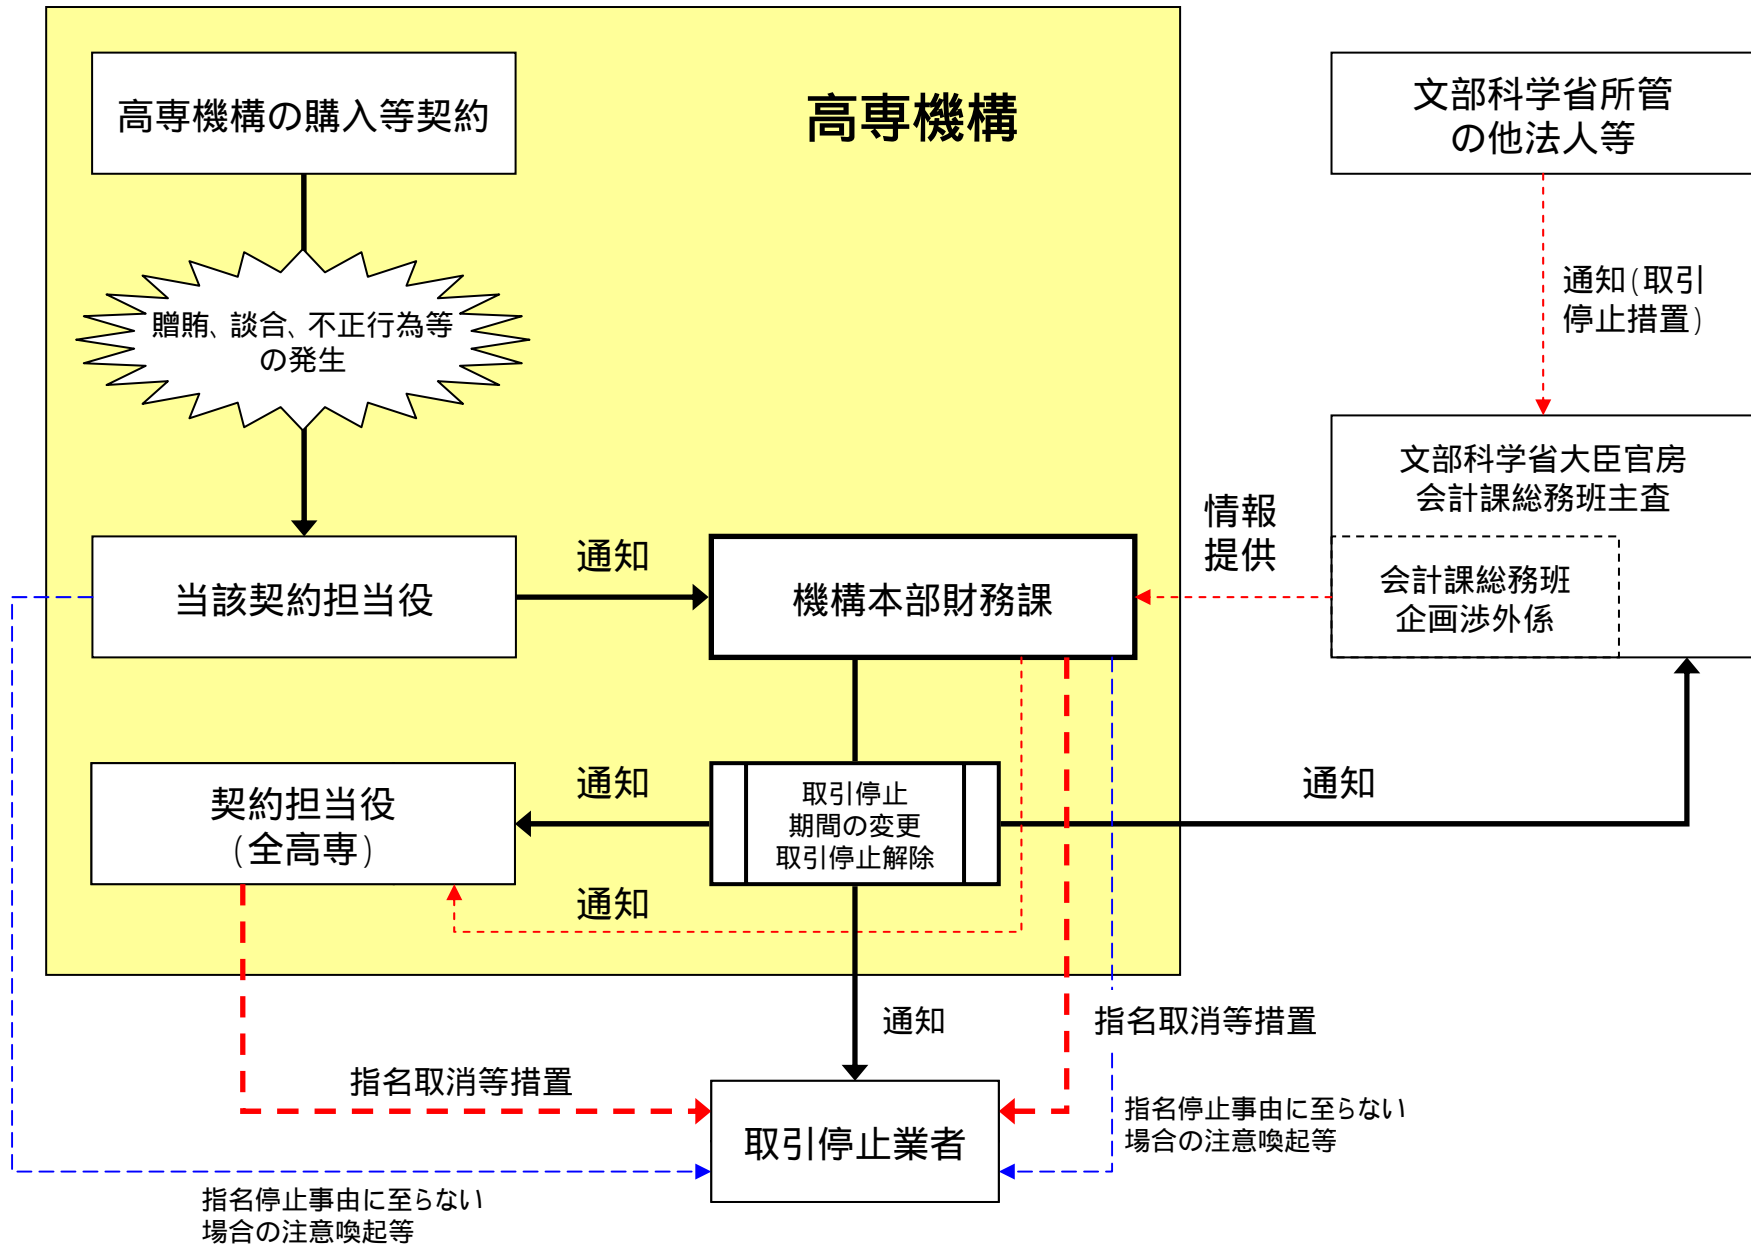 高専機構の購入等契約
高専機構
文部科学省所管
の他法人等
通知(取引
停止措置)
贈賄、談合、不正行為等
の発生
文部科学省大臣官房
会計課総務班主査
情報
提供
会計課総務班
企画渉外係
当該契約担当役
通知
機構本部財務課
契約担当役
(全高専)
通知
取引停止
期間の変更
取引停止解除
通知
通知
通知
指名取消等措置
指名取消等措置
取引停止業者
指名停止事由に至らない
場合の注意喚起等
指名停止事由に至らない
場合の注意喚起等